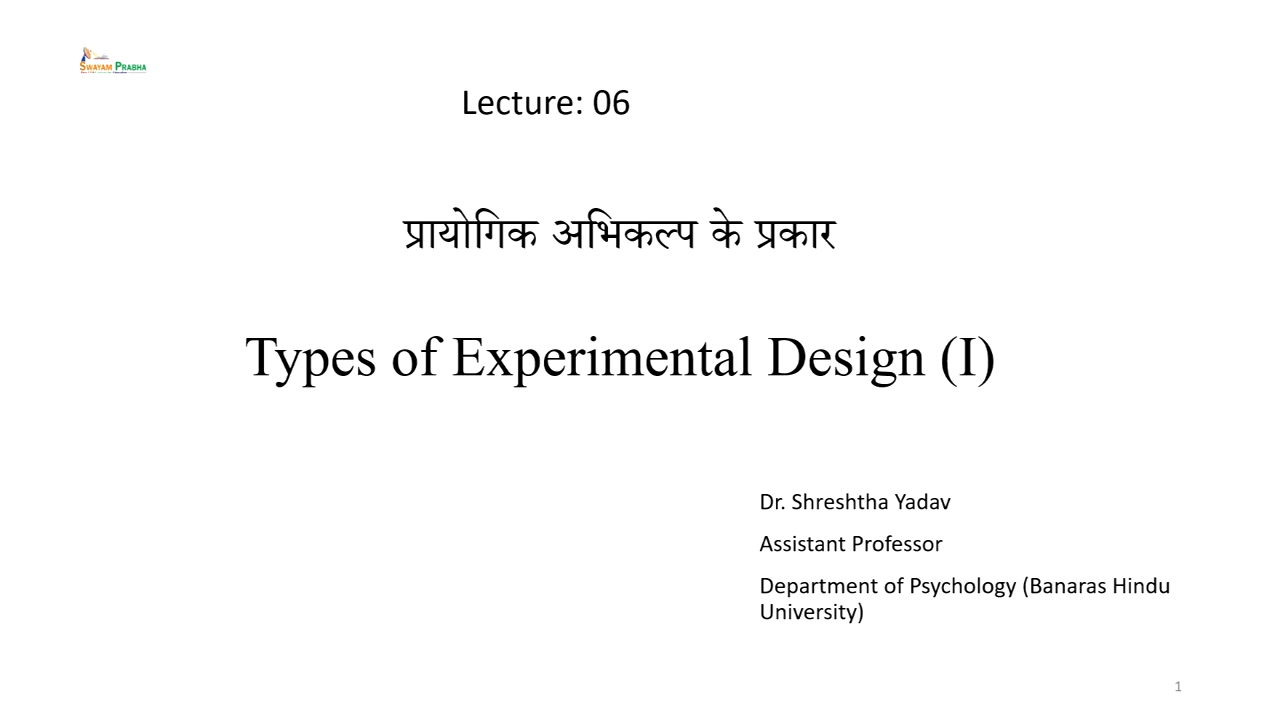 SWAYAM PRABHA
Lecture: 06
प्रायोगिक अभिकल्प के प्रकार
Types of Experimental Design (I)
Dr. Shreshtha Yadav
Assistant Professor
Department of Psychology (Banaras Hindu
University)
1